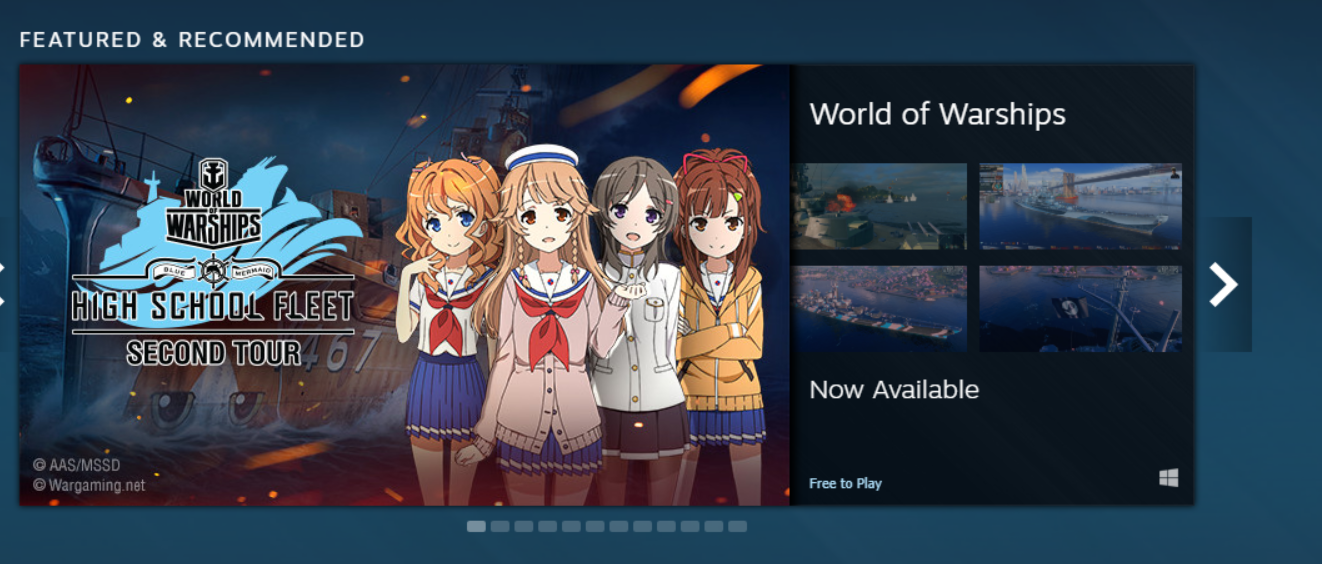 FEATURED & RECOMMENDED
WORLD
OF
WARSHIPS
BLUE MERMAID
HIGH SCHOOL FLEET
SECOND TOUR
467
© AAS/MSSD
© Wargaming.net
World of Warships
Now Available
Free to Play